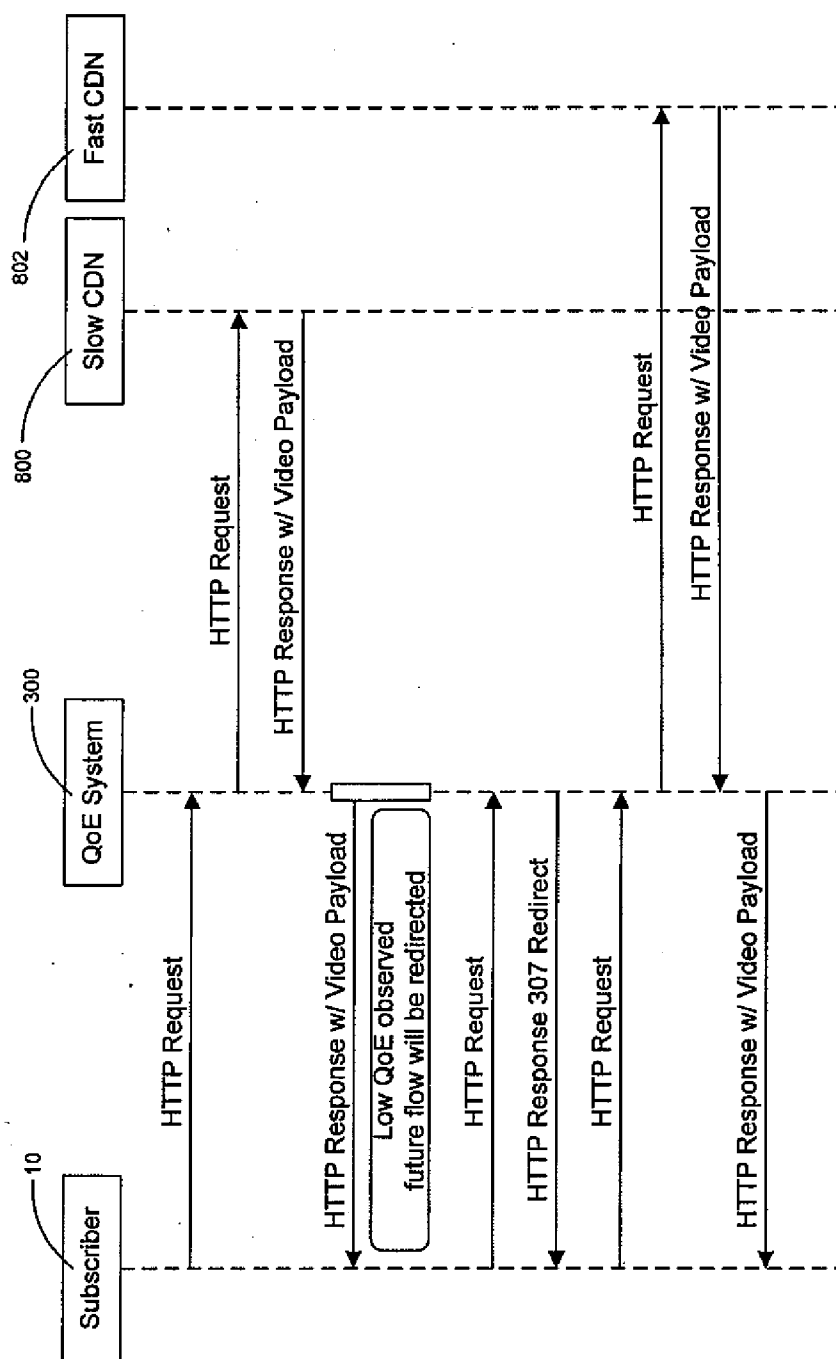 Subscriber
10
QoE System
300
Slow CDN
800
Fast CDN
802
HTTP Request
HTTP Request
HTTP Response w/ Video Payload
HTTP Response w/ Video Payload
Low QoE observed
future flow will be redirected
HTTP Request
HTTP Response 307 Redirect
HTTP Request
HTTP Request
HTTP Response w/ Video Payload
HTTP Response w/ Video Payload